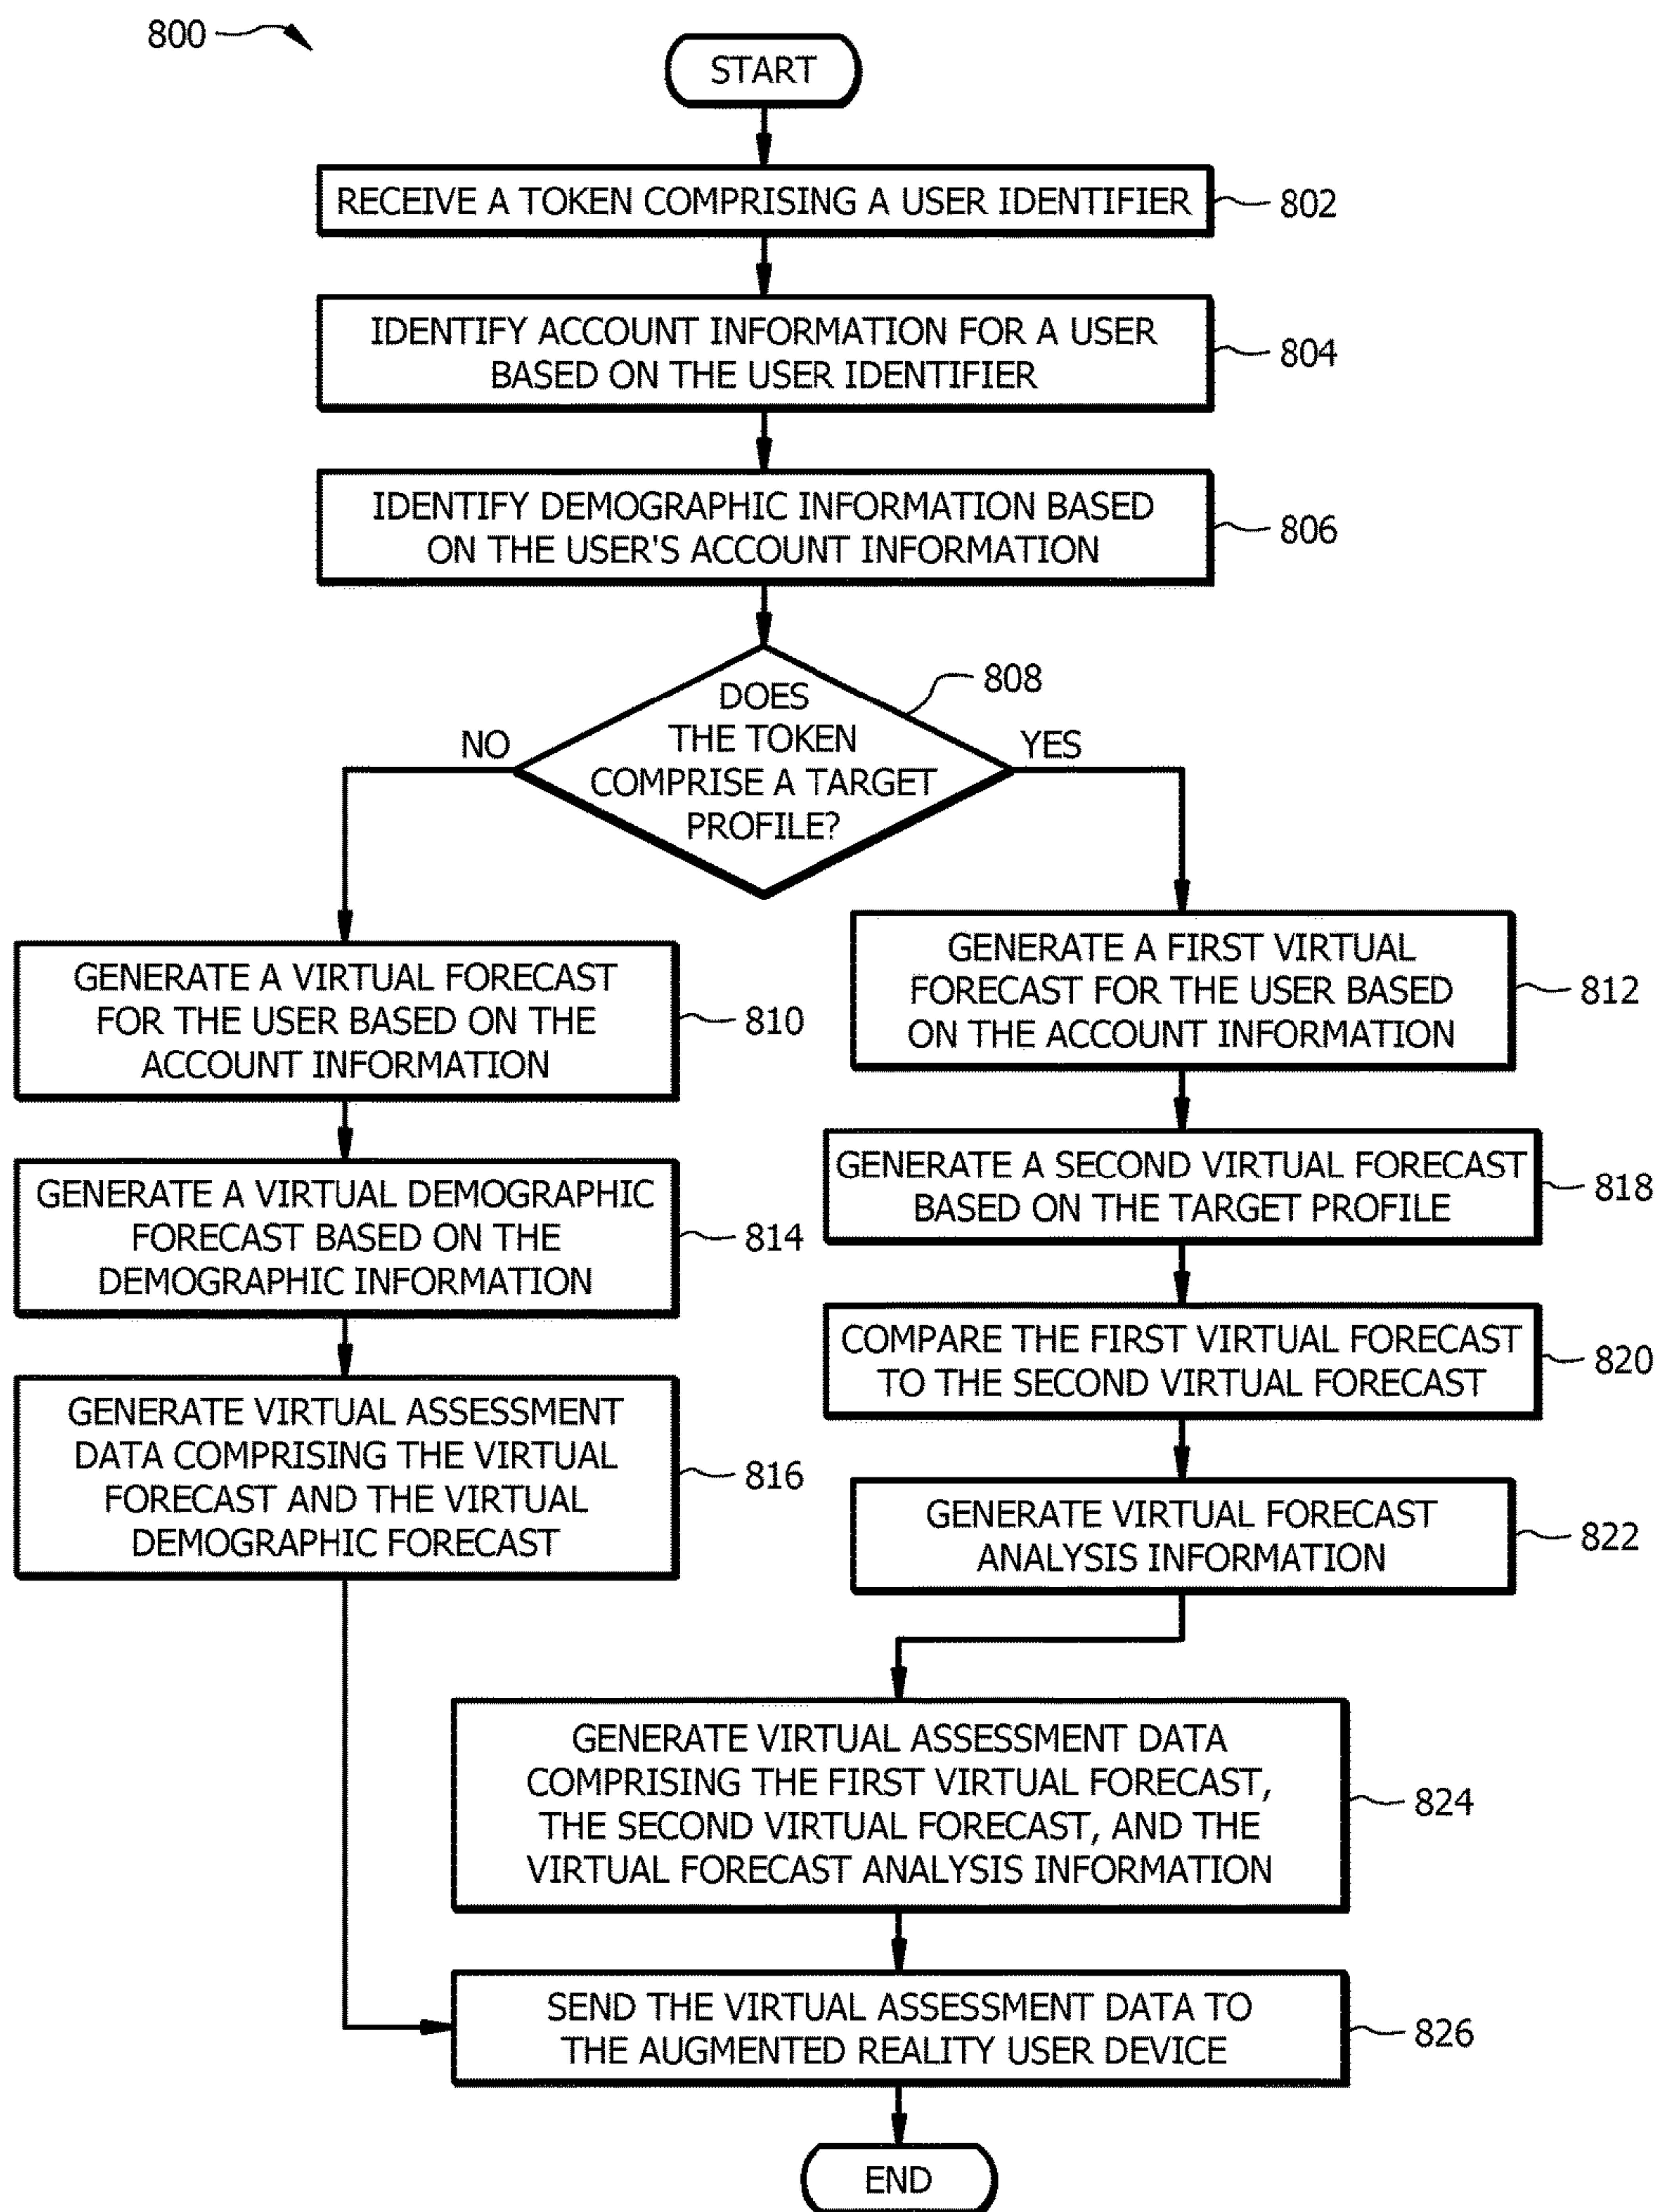 800
START
RECEIVE A TOKEN COMPRISING A USER IDENTIFIER
802
IDENTIFY ACCOUNT INFORMATION FOR A USER
BASED ON THE USER IDENTIFIER
804
IDENTIFY DEMOGRAPHIC INFORMATION BASED
ON THE USER'S ACCOUNT INFORMATION
806
DOES
THE TOKEN
COMPRISE A TARGET
PROFILE?
808
NO
YES
GENERATE A VIRTUAL FORECAST
FOR THE USER BASED ON THE
ACCOUNT INFORMATION
810
GENERATE A VIRTUAL DEMOGRAPHIC
FORECAST BASED ON THE
DEMOGRAPHIC INFORMATION
814
GENERATE VIRTUAL ASSESSMENT
DATA COMPRISING THE VIRTUAL
FORECAST AND THE VIRTUAL
DEMOGRAPHIC FORECAST
816
GENERATE A FIRST VIRTUAL
FORECAST FOR THE USER BASED
ON THE ACCOUNT INFORMATION
812
GENERATE A SECOND VIRTUAL FORECAST
BASED ON THE TARGET PROFILE
818
COMPARE THE FIRST VIRTUAL FORECAST
TO THE SECOND VIRTUAL FORECAST
820
GENERATE VIRTUAL FORECAST
ANALYSIS INFORMATION
822
GENERATE VIRTUAL ASSESSMENT DATA
COMPRISING THE FIRST VIRTUAL FORECAST,
THE SECOND VIRTUAL FORECAST, AND THE
VIRTUAL FORECAST ANALYSIS INFORMATION
824
SEND THE VIRTUAL ASSESSMENT DATA TO
THE AUGMENTED REALITY USER DEVICE
826
END